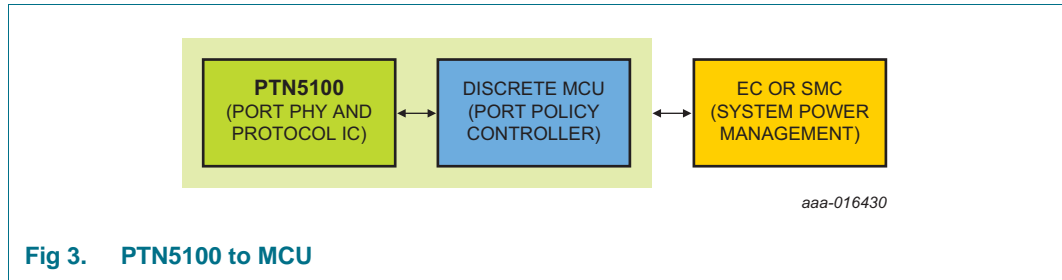 PTN5100
(PORT PHY AND
PROTOCOL IC)
DISCRETE MCU
(PORT POLICY
CONTROLLER)
EC OR SMC
(SYSTEM POWER
MANAGEMENT)
aaa-016430
Fig 3. PTN5100 to MCU